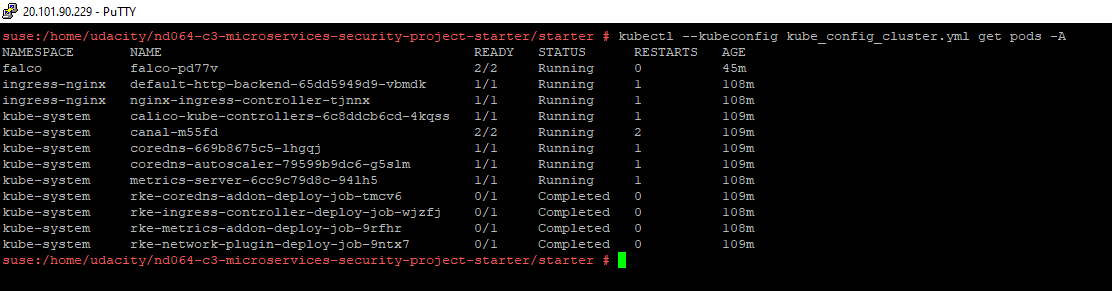 20.101.90.229 - PuTTY
suse:/home/udacity/nd064-c3-microservices-security-project-starter/starter # kubectl --kubeconfig kube_config_cluster.yml get pods -A
NAMESPACE NAME READY STATUS RESTARTS AGE
falco falco-pd77v 2/2 Running 0 45m
ingress-nginx default-http-backend-65dd5949d9-vbmdk 1/1 Running 1 108m
ingress-nginx nginx-ingress-controller-tjnnx 1/1 Running 1 108m
kube-system calico-kube-controllers-6c8ddcb6cd-4kqss 1/1 Running 1 109m
kube-system canal-m55fd 2/2 Running 2 109m
kube-system coredns-669b8675c5-lhgqj 1/1 Running 1 109m
kube-system coredns-autoscaler-79599b9dc6-g5slm 1/1 Running 1 109m
kube-system metrics-server-6cc9c79d8c-94lh5 1/1 Running 1 108m
kube-system rke-coredns-addon-deploy-job-tmcv6 0/1 Completed 0 109m
kube-system rke-ingress-controller-deploy-job-wjzfj 0/1 Completed 0 108m
kube-system rke-metrics-addon-deploy-job-9rfhr 0/1 Completed 0 108m
kube-system rke-network-plugin-deploy-job-9ntx7 0/1 Completed 0 109m
suse:/home/udacity/nd064-c3-microservices-security-project-starter/starter #